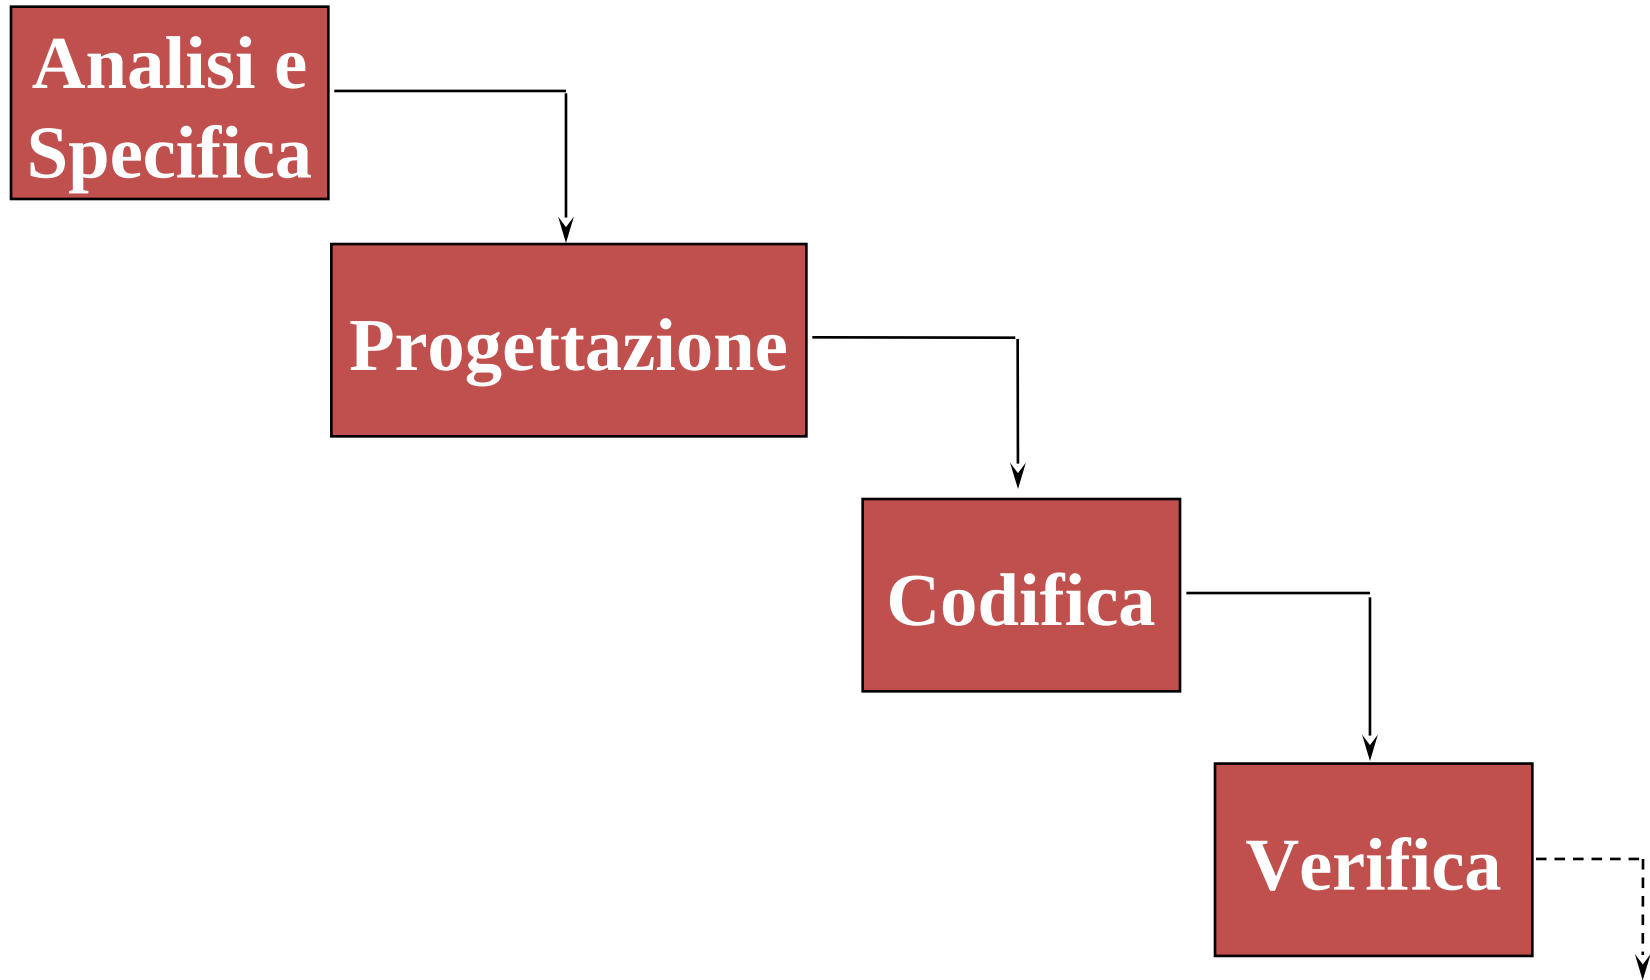 Analisi e
Specifica
Progettazione
Codifica
Verifica